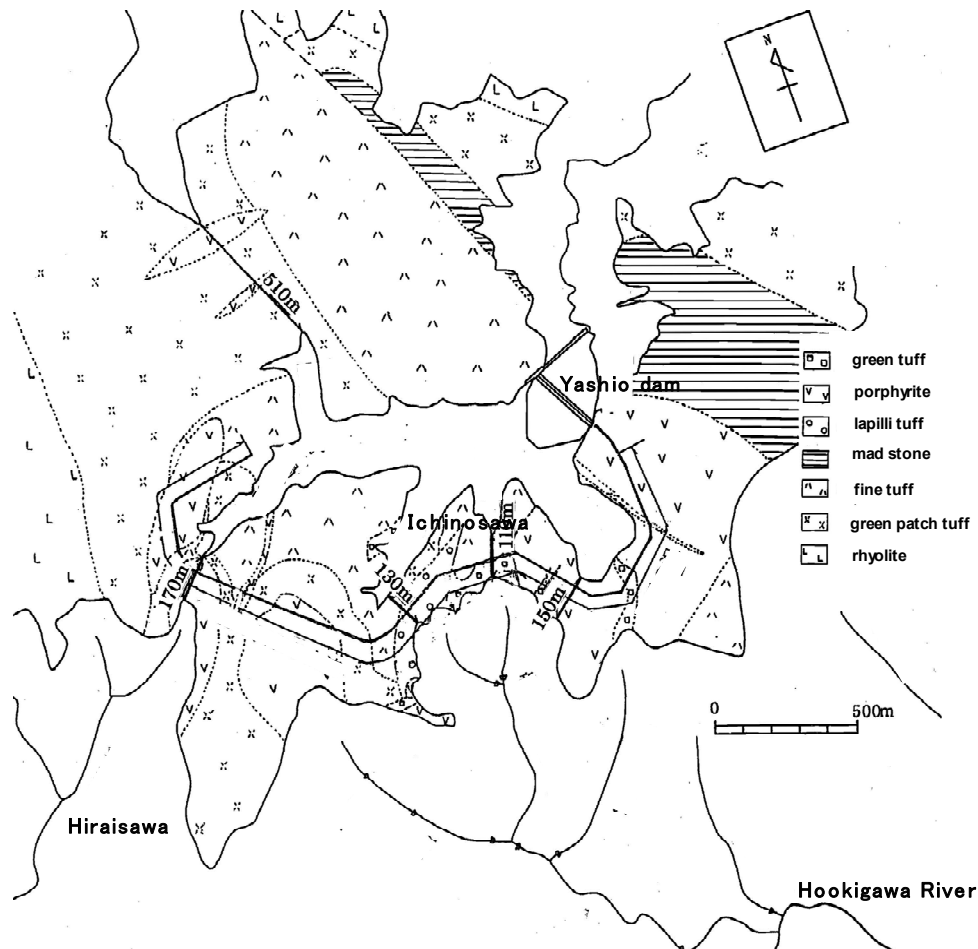 N
510m
Yashio dam
green tuff
porphyrite
lapilli tuff
mad stone
fine tuff
green patch tuff
rhyolite
Ichinosawa
170m
130m
150m
0 500m
Hiraisawa
Hookigawa River